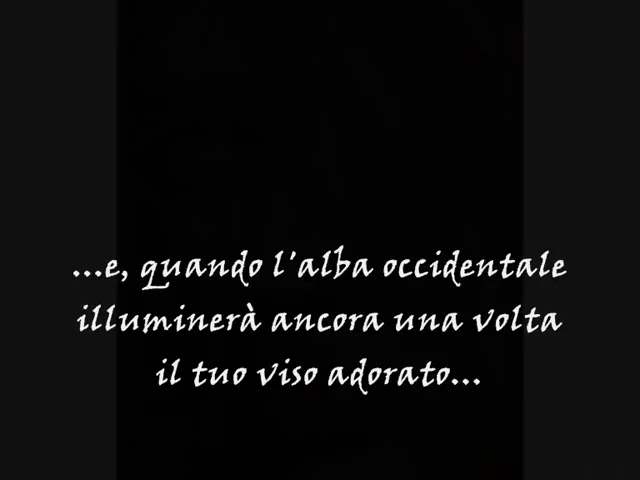 ...e, quando l'alba occidentale
illuminerà ancora una volta
il tuo viso adorato...